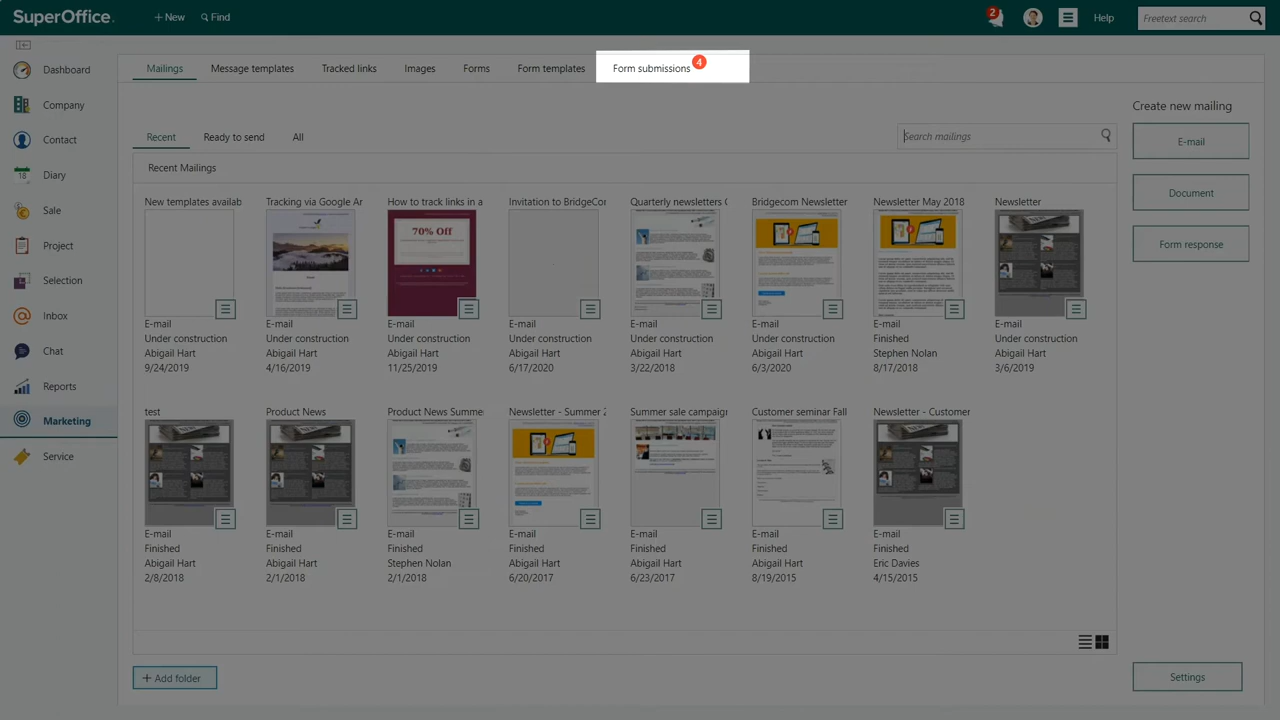 SuperOffice.
+ New
Find
2
Help
Freetext search
Dashboard
Company
Contact
18
Diary
Sale
Project
Selection
Inbox
Chat
Reports
Marketing
Service
Mailings
Message templates
Tracked links
Images
Forms
Form templates
Form submissions
4
Recent
Ready to send
All
Search mailings
Recent Mailings
New templates availab
E-mail
Under construction
Abigail Hart
9/24/2019
Tracking via Google Ar
E-mail
Under construction
Abigail Hart
4/16/2019
How to track links in a
70% Off
E-mail
Under construction
Abigail Hart
11/25/2019
Invitation to BridgeCor
E-mail
Under construction
Abigail Hart
6/17/2020
Quarterly newsletters
E-mail
Under construction
Abigail Hart
3/22/2018
Bridgecom Newsletter
E-mail
Under construction
Abigail Hart
6/3/2020
Newsletter May 2018
E-mail
Finished
Stephen Nolan
8/17/2018
Newsletter
E-mail
Under construction
Abigail Hart
3/6/2019
test
E-mail
Finished
Abigail Hart
2/8/2018
Product News
E-mail
Finished
Abigail Hart
2/1/2018
Product News Summe
E-mail
Finished
Stephen Nolan
2/1/2018
Newsletter - Summer 2
E-mail
Finished
Abigail Hart
6/20/2017
Summer sale campaign
E-mail
Finished
Abigail Hart
6/23/2017
Customer seminar Fall
E-mail
Finished
Abigail Hart
8/19/2015
Newsletter - Customer
E-mail
Finished
Eric Davies
4/15/2015
+ Add folder
Create new mailing
E-mail
Document
Form response
Settings